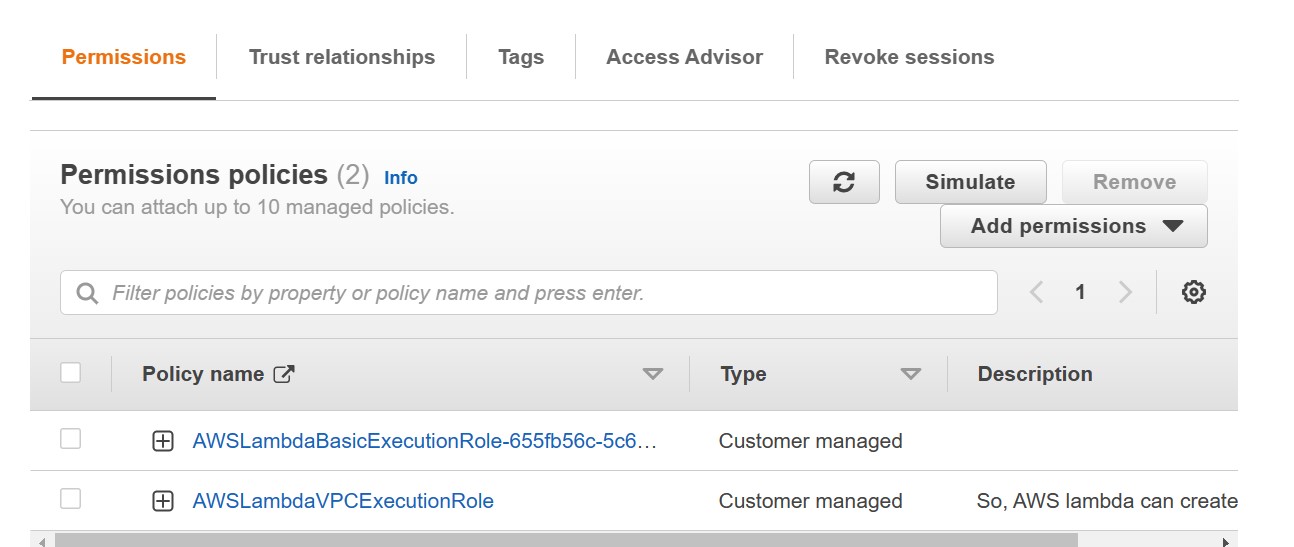 Permissions Trust relationships Tags Access Advisor Revoke sessions
Permissions policies (2) Info
You can attach up to 10 managed policies.
Simulate Remove
Add permissions
Filter policies by property or policy name and press enter.
1
Policy name Type Description
AWSLambdaBasicExecutionRole-655fb56c-5c6… Customer managed
AWSLambdaVPCExecutionRole Customer managed So, AWS lambda can create